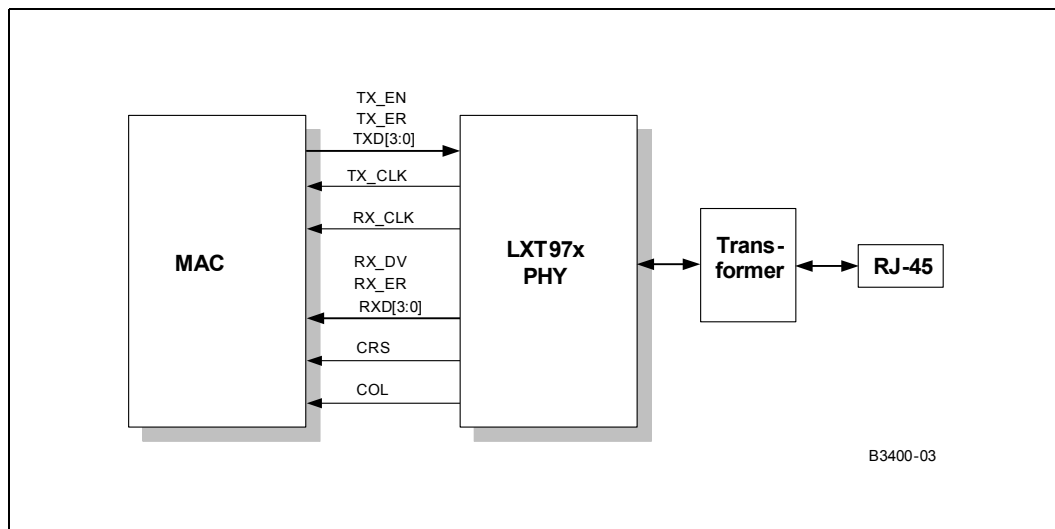 TX_EN
TX_ER
TXD[3:0]
TX_CLK
RX_CLK
MAC
RX_DV
RX_ER
RXD[3:0]
CRS
COL
LXT97x
PHY
Trans-
former
RJ-45
B3400-03